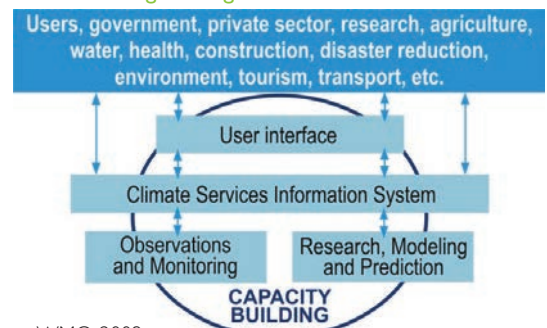 Users, government, private sector, research, agriculture,
water, health, construction, disaster reduction,
environment, tourism, transport, etc.
User interface
Climate Services Information System
Observations
and Monitoring
Research, Modeling
and Prediction
CAPACITY
BUILDING